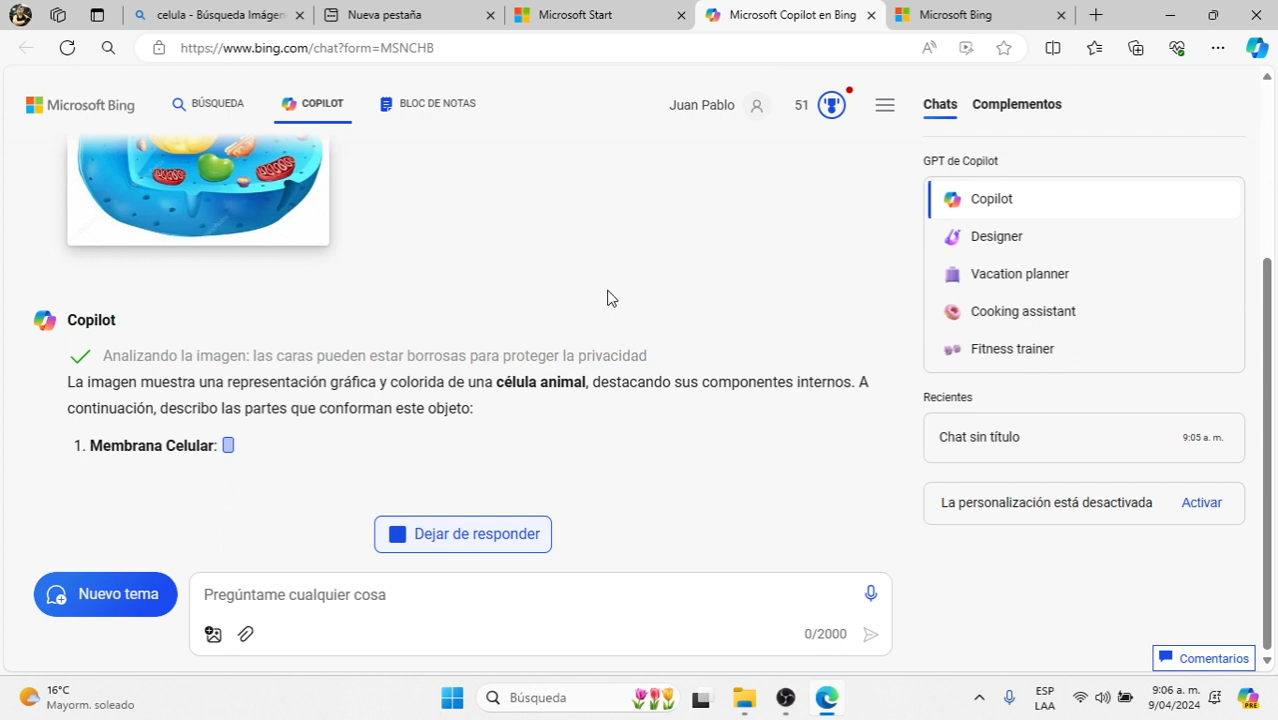 celula - Búsqueda Imágen
Nueva pestaña
Microsoft Start
Microsoft Copilot en Bing
Microsoft Bing
https://www.bing.com/chat?form=MSNCHB
Microsoft Bing
BÚSQUEDA
COPILOT
BLOC DE NOTAS
Juan Pablo
51
Chats
Complementos
GPT de Copilot
Copilot
Designer
Vacation planner
Cooking assistant
Fitness trainer
Recientes
Chat sin título
9:05 a. m.
La personalización está desactivada
Activar
Copilot
Analizando la imagen: las caras pueden estar borrosas para proteger la privacidad
La imagen muestra una representación gráfica y colorida de una célula animal, destacando sus componentes internos. A
continuación, describo las partes que conforman este objeto:
1. Membrana Celular:
Dejar de responder
Nuevo tema
Pregúntame cualquier cosa
0/2000
Comentarios
16°C
Mayorm. soleado
Búsqueda
ESP
LAA
9:06 a. m.
9/04/2024
PRE